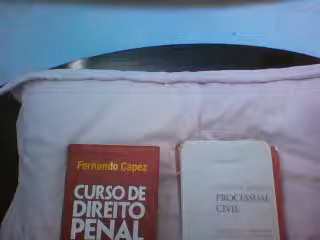 Fernando Capez
CURSO DE
DIREITO
PENAL
PROCESSUAL
CIVIL